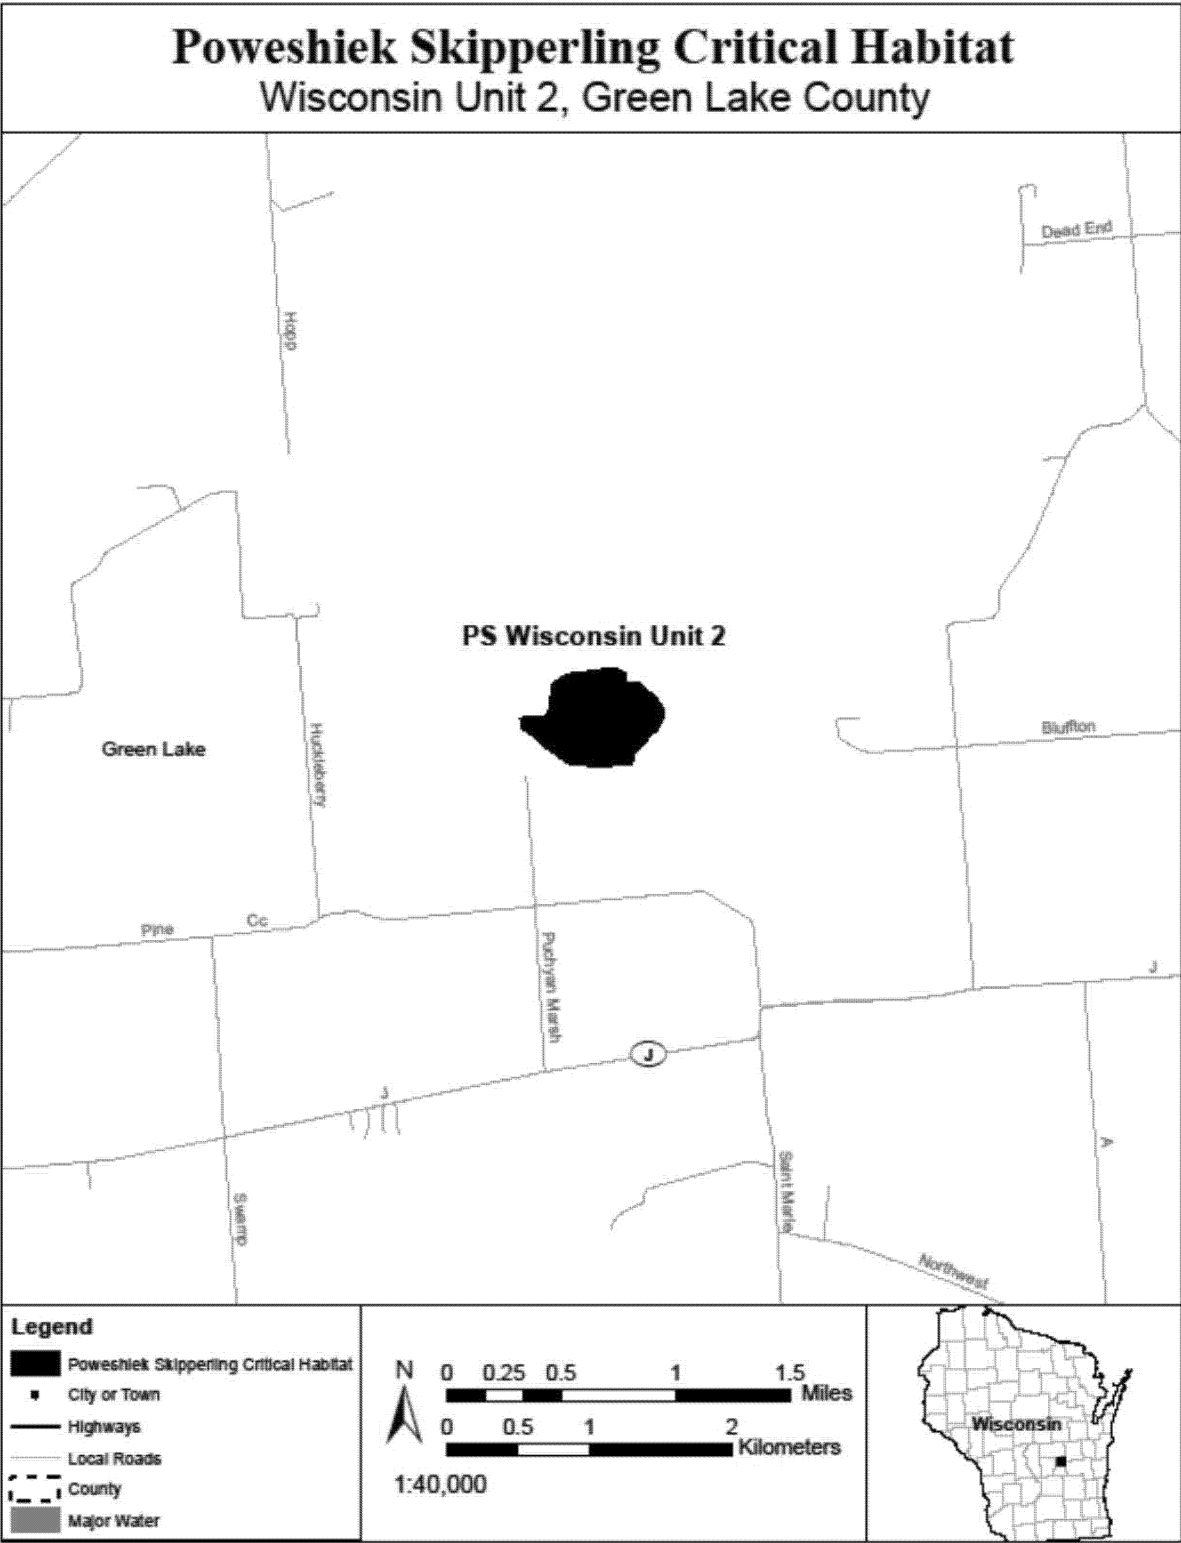 Poweshiek Skipperling Critical Habitat
Wisconsin Unit 2, Green Lake County
Dead End
Hopp
PS Wisconsin Unit 2
Bluffton
Green Lake
Huckleberry
Cc
Pine
Puchyan Marsh
J
J
J
A
Saint Marie
Swamp
Northwest
Legend
Poweshiek Skipperling Critical Habitat
City or Town
Highways
Local Roads
County
Major Water
N
0 0.25 0.5 1 1.5
Miles
0 0.5 1 2
Kilometers
1:40,000
Wisconsin